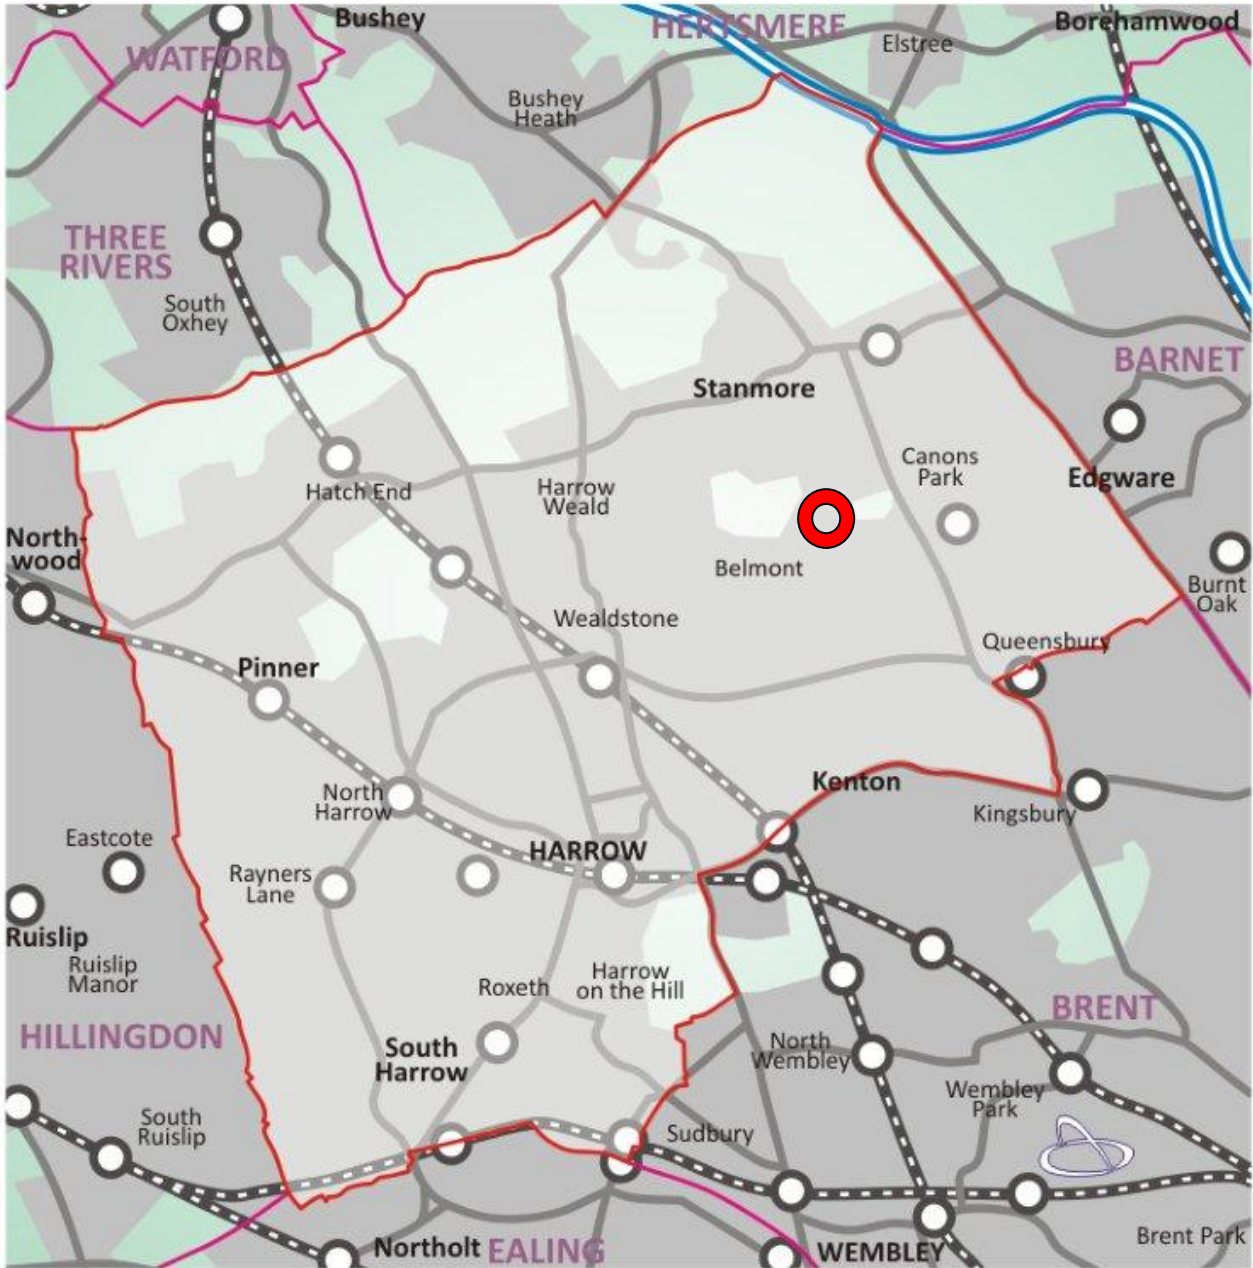 Bushey
HERTSMERE
Borehamwood
Elstree
WATFORD
Bushey
Heath
THREE
RIVERS
South
Oxhey
BARNET
Stanmore
Canons
Park
Edgware
Hatch End
Harrow
Weald
North-
wood
Belmont
Burnt
Oak
Wealdstone
Queensbury
Pinner
Kenton
North
Harrow
Kingsbury
Eastcote
HARROW
Rayners
Lane
Ruislip
Ruislip
Manor
Harrow
on the Hill
Roxeth
BRENT
HILLINGDON
South
Harrow
North
Wembley
Wembley
Park
South
Ruislip
Sudbury
Northolt
EALING
WEMBLEY
Brent Park